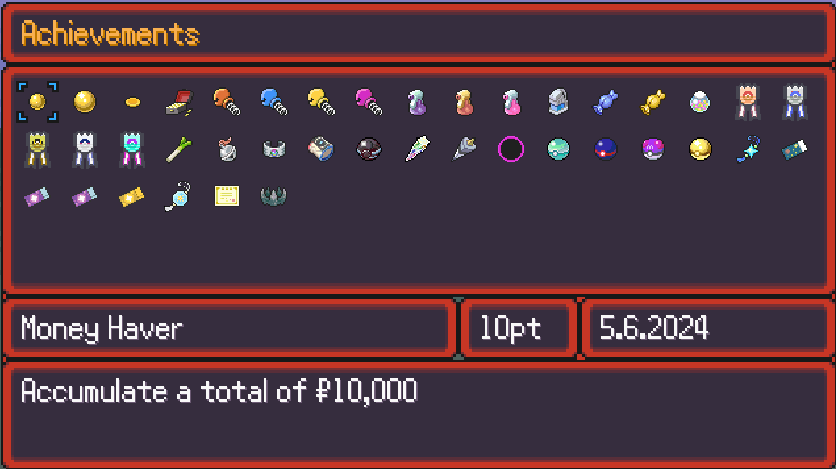 Achievements
Money Haver
10pt
5.6.2024
Accumulate a total of ₽10,000